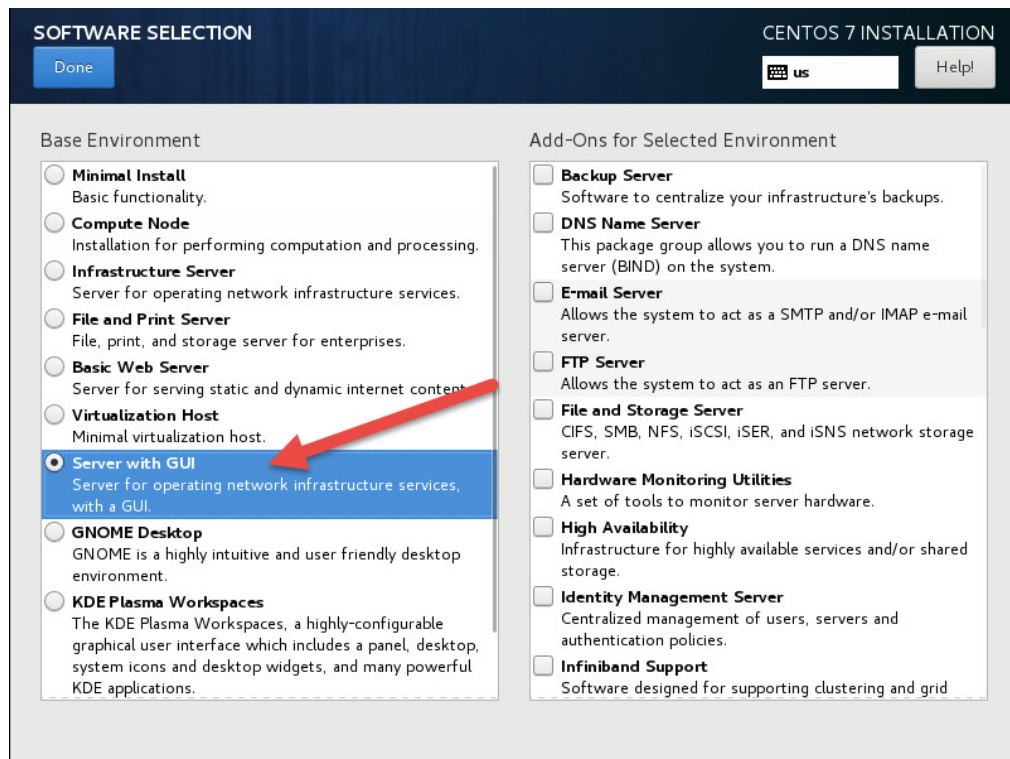 SOFTWARE SELECTION
CENTOS 7 INSTALLATION
Done
us
Help!
Base Environment
Minimal Install
Basic functionality.
Compute Node
Installation for performing computation and processing.
Infrastructure Server
Server for operating network infrastructure services.
File and Print Server
File, print, and storage server for enterprises.
Basic Web Server
Server for serving static and dynamic internet content.
Virtualization Host
Minimal virtualization host.
Server with GUI
Server for operating network infrastructure services,
with a GUI.
GNOME Desktop
GNOME is a highly intuitive and user friendly desktop
environment.
KDE Plasma Workspaces
The KDE Plasma Workspaces, a highly-configurable
graphical user interface which includes a panel, desktop,
system icons and desktop widgets, and many powerful
KDE applications.
Add-Ons for Selected Environment
Backup Server
Software to centralize your infrastructure's backups.
DNS Name Server
This package group allows you to run a DNS name
server (BIND) on the system.
E-mail Server
Allows the system to act as a SMTP and/or IMAP e-mail
server.
FTP Server
Allows the system to act as an FTP server.
File and Storage Server
CIFS, SMB, NFS, iSCSI, iSER, and iSNS network storage
server.
Hardware Monitoring Utilities
A set of tools to monitor server hardware.
High Availability
Infrastructure for highly available services and/or shared
storage.
Identity Management Server
Centralized management of users, servers and
authentication policies.
Infiniband Support
Software designed for supporting clustering and grid